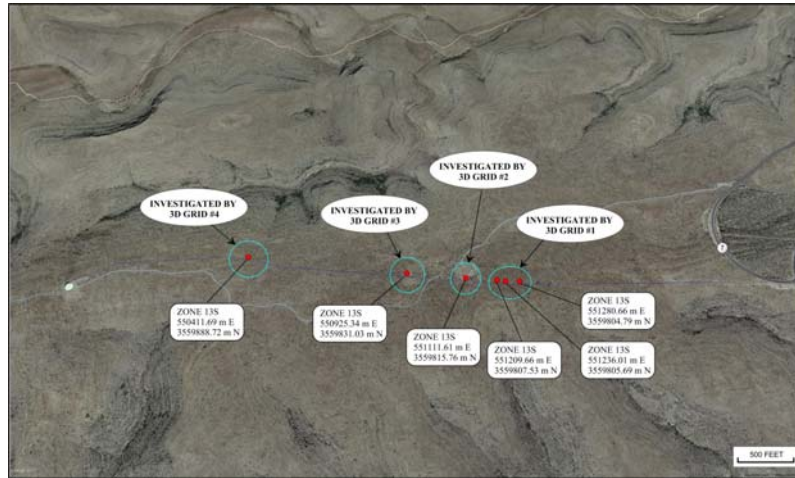 INVESTIGATED BY
3D GRID #2
INVESTIGATED BY
3D GRID #4
INVESTIGATED BY
3D GRID #3
INVESTIGATED BY
3D GRID #1
ZONE 13S
550411.69 m E
3559888.72 m N
ZONE 13S
550925.34 m E
3559831.03 m N
ZONE 13S
551111.61 m E
3559815.76 m N
ZONE 13S
551209.66 m E
3559807.53 m N
ZONE 13S
551236.01 m E
3559805.69 m N
ZONE 13S
551280.66 m E
3559804.79 m N
500 FEET